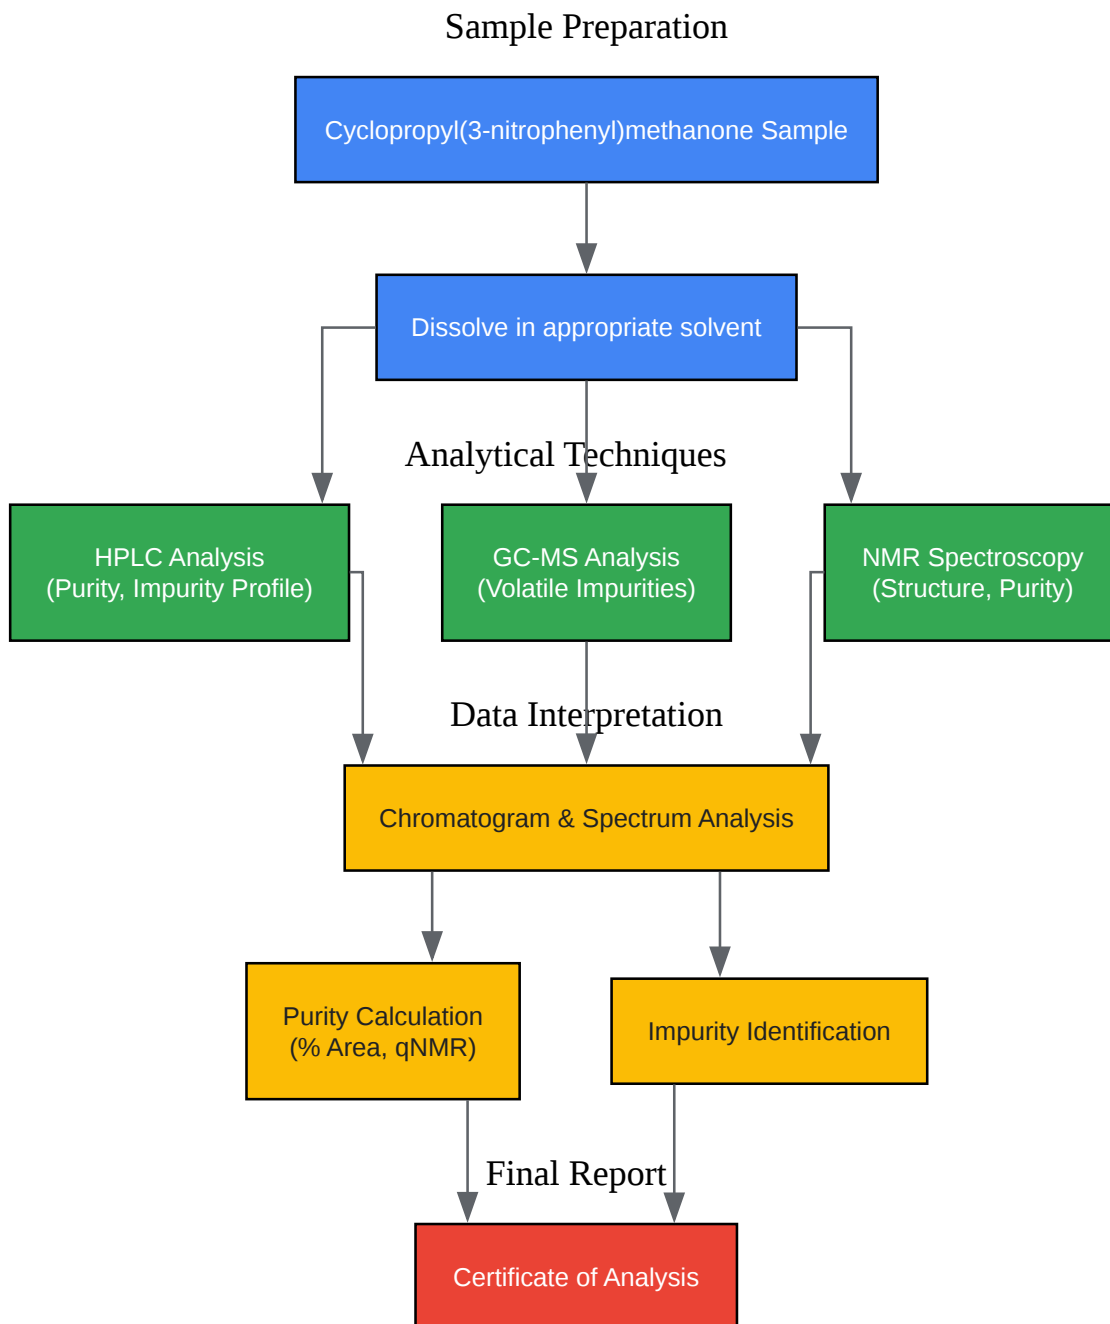 Sample Preparation
Cyclopropyl(3-nitrophenyl)methanone Sample
Dissolve in appropriate solvent
Analytical Techniques
HPLC Analysis
(Purity, Impurity Profile)
GC-MS Analysis
(Volatile Impurities)
NMR Spectroscopy
(Structure, Purity)
Data Interpretation
Chromatogram & Spectrum Analysis
Purity Calculation
(% Area, qNMR)
Impurity Identification
Final Report
Certificate of Analysis